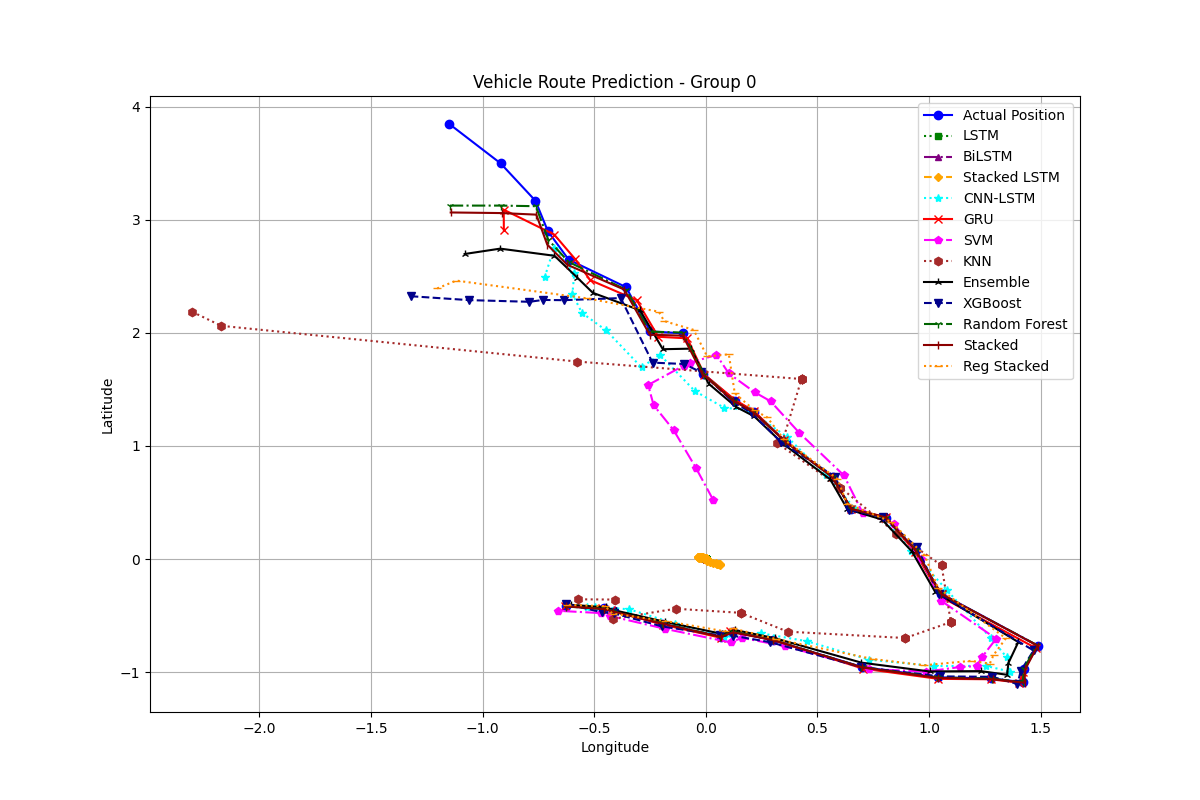 Vehicle Route Prediction - Group 0
4
3
2
1
0
−1
Latitude
−2.0
−1.5
−1.0
−0.5
0.0
0.5
1.0
1.5
Longitude
Actual Position
LSTM
BiLSTM
Stacked LSTM
CNN-LSTM
GRU
SVM
KNN
Ensemble
XGBoost
Random Forest
Stacked
Reg Stacked